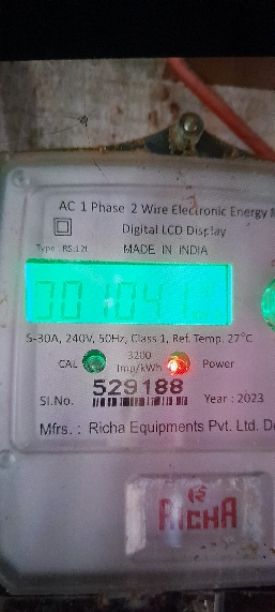 AC 1 Phase 2 Wire Electronic Energy
Digital LCD Display
Type : RS-12L MADE IN INDIA
5-30A, 240V, 50Hz, Class 1, Ref. Temp. 27°C
CAL 3200 Imp/kWh Power
529188
Sl.No. Year : 2023
Mfrs. : Richa Equipments Pvt. Ltd.
RICHA